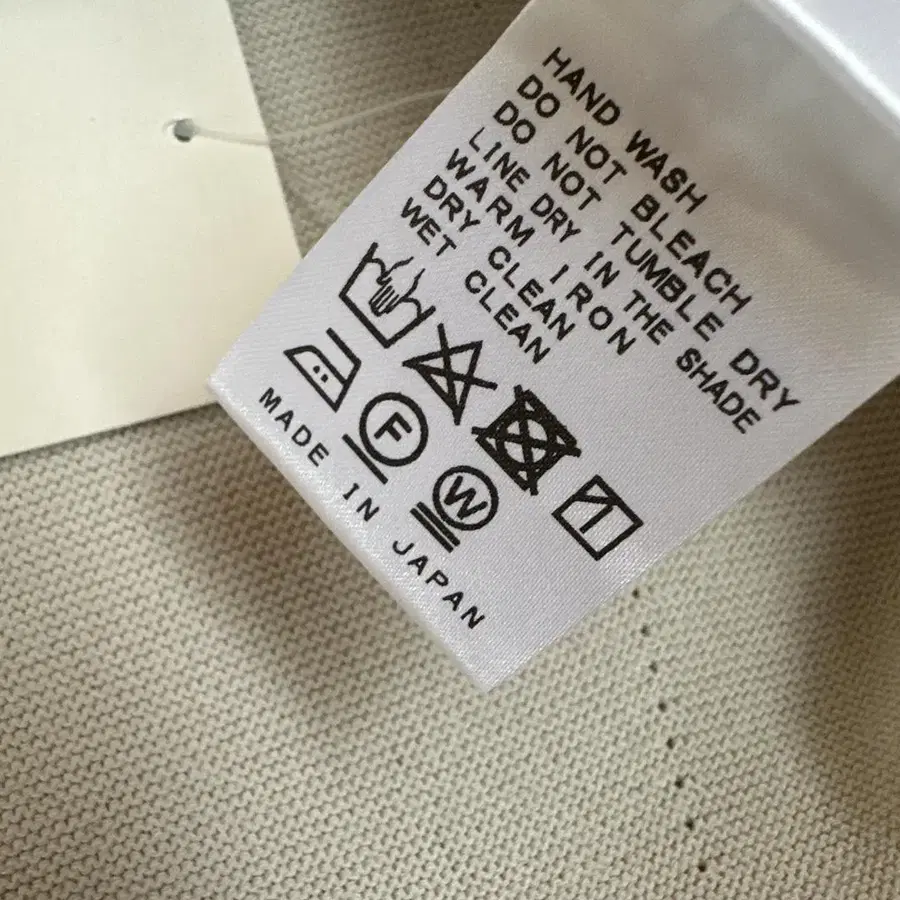 HAND WASH
DO NOT BLEACH
DO NOT TUMBLE DRY
LINE DRY IN THE SHADE
WARM IRON
DRY CLEAN
WET CLEAN
F
W
MADE IN JAPAN